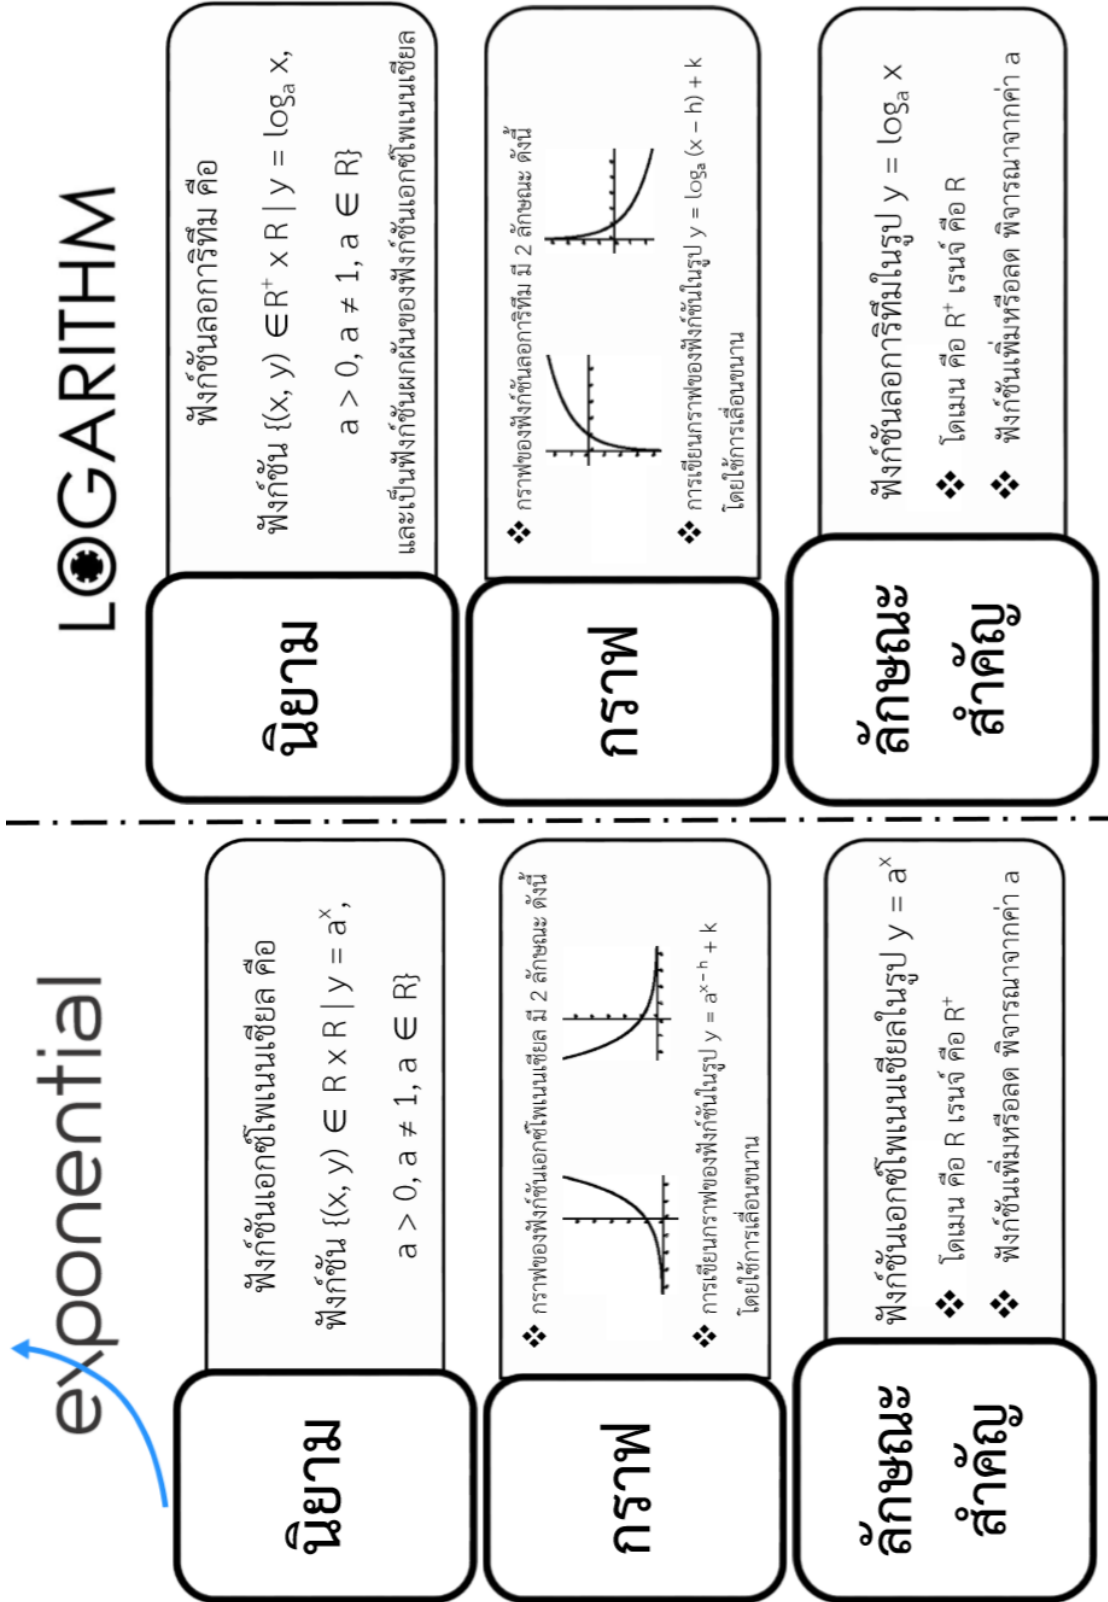 exponential
นิยาม
ฟังก์ชันเอกซ์โพเนนเชียล คือ
ฟังก์ชัน {(x, y) ∈ R x R | y = aˣ,
a > 0, a ≠ 1, a ∈ R}
กราฟ
❖ กราฟของฟังก์ชันเอกซ์โพเนนเชียล มี 2 ลักษณะ ดังนี้
❖ การเขียนกราฟของฟังก์ชันในรูป y = aˣ⁻ʰ + k
โดยใช้การเลื่อนขนาน
ลักษณะ
สำคัญ
ฟังก์ชันเอกซ์โพเนนเชียลในรูป y = aˣ
❖ โดเมน คือ R เรนจ์ คือ R⁺
❖ ฟังก์ชันเพิ่มหรือลด พิจารณาจากค่า a
LOGARITHM
นิยาม
ฟังก์ชันลอการิทึม คือ
ฟังก์ชัน {(x, y) ∈ R⁺ x R | y = logₐ x,
a > 0, a ≠ 1, a ∈ R}
และเป็นฟังก์ชันผกผันของฟังก์ชันเอกซ์โพเนนเชียล
กราฟ
❖ กราฟของฟังก์ชันลอการิทึม มี 2 ลักษณะ ดังนี้
❖ การเขียนกราฟของฟังก์ชันในรูป y = logₐ (x – h) + k
โดยใช้การเลื่อนขนาน
ลักษณะ
สำคัญ
ฟังก์ชันลอการิทึมในรูป y = logₐ x
❖ โดเมน คือ R⁺ เรนจ์ คือ R
❖ ฟังก์ชันเพิ่มหรือลด พิจารณาจากค่า a